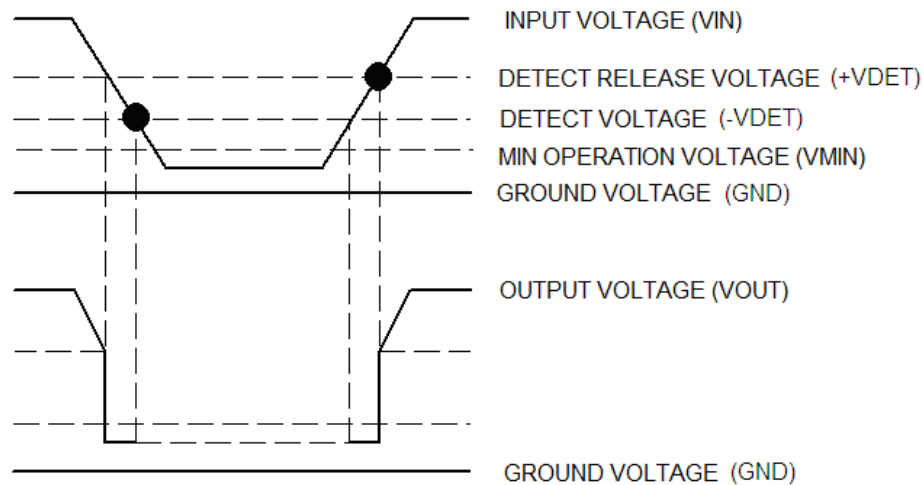 INPUT VOLTAGE (VIN)
DETECT RELEASE VOLTAGE (+VDET)
DETECT VOLTAGE (-VDET)
MIN OPERATION VOLTAGE (VMIN)
GROUND VOLTAGE (GND)
OUTPUT VOLTAGE (VOUT)
GROUND VOLTAGE (GND)